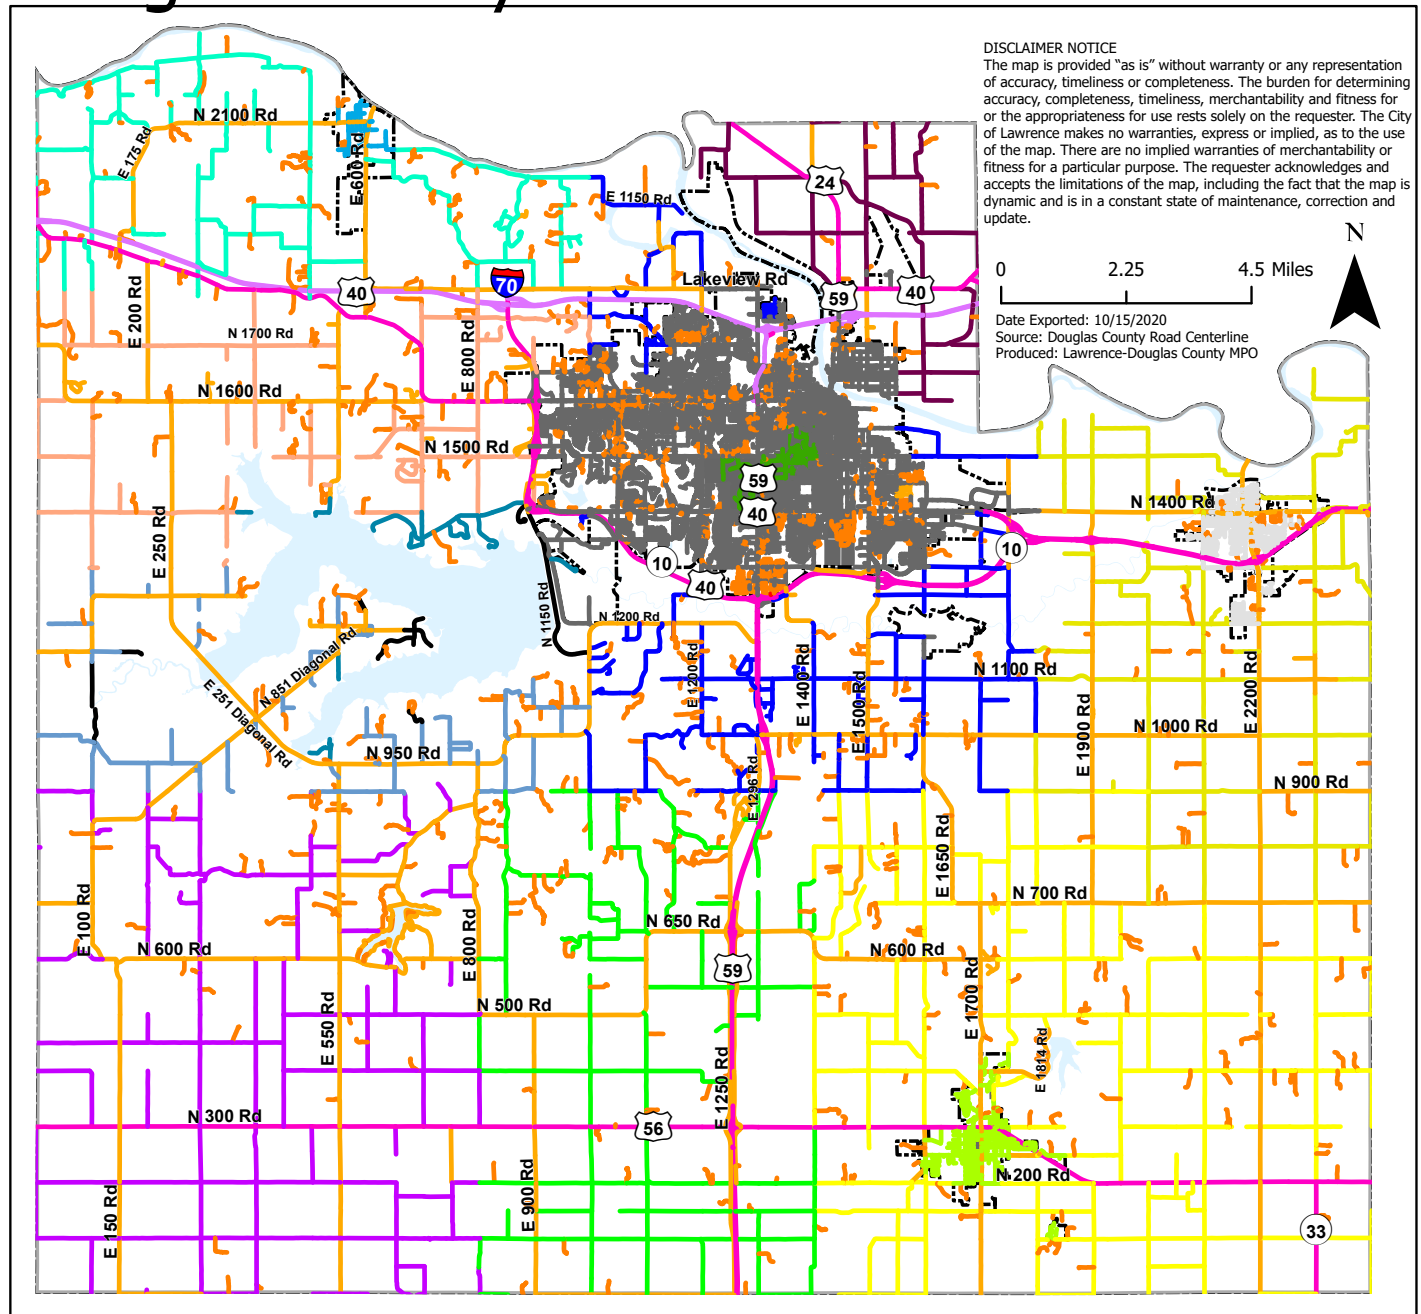 DISCLAIMER NOTICE
The map is provided “as is” without warranty or any representation
of accuracy, timeliness or completeness. The burden for determining
accuracy, completeness, timeliness, merchantability and fitness for
or the appropriateness for use rests solely on the requester. The City
of Lawrence makes no warranties, express or implied, as to the use
of the map. There are no implied warranties of merchantability or
fitness for a particular purpose. The requester acknowledges and
accepts the limitations of the map, including the fact that the map is
dynamic and is in a constant state of maintenance, correction and
update.
N
0 2.25 4.5 Miles
Date Exported: 10/15/2020
Source: Douglas County Road Centerline
Produced: Lawrence-Douglas County MPO
N 2100 Rd
E 175 Rd
E 600 Rd
E 1150 Rd
24
Lakeview Rd
70
40
59
40
E 200 Rd
N 1700 Rd
E 800 Rd
N 1600 Rd
N 1500 Rd
59
40
N 1400 Rd
E 250 Rd
10
10
40
N 1150 Rd
N 1200 Rd
N 851 Diagonal Rd
E 251 Diagonal Rd
E 1200 Rd
E 1400 Rd
E 1500 Rd
N 1100 Rd
E 2200 Rd
N 1000 Rd
E 1900 Rd
N 950 Rd
E 1296 Rd
N 900 Rd
E 1650 Rd
N 700 Rd
E 100 Rd
N 650 Rd
N 600 Rd
E 800 Rd
N 600 Rd
59
N 500 Rd
E 550 Rd
E 1700 Rd
E 1814 Rd
E 1250 Rd
N 300 Rd
56
N 200 Rd
E 150 Rd
E 900 Rd
33